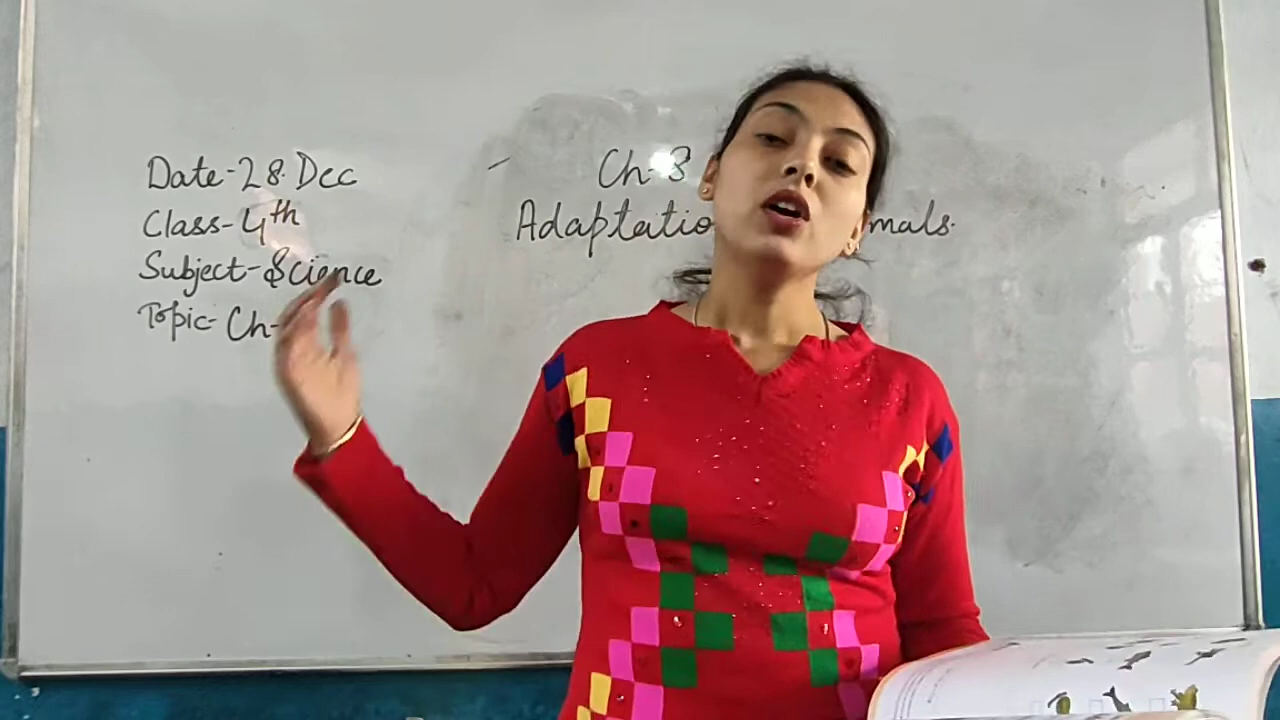 Date-28.Dec
Class-4th
Subject-Science
Topic- Ch-
Ch-3
Adaptatio mals.